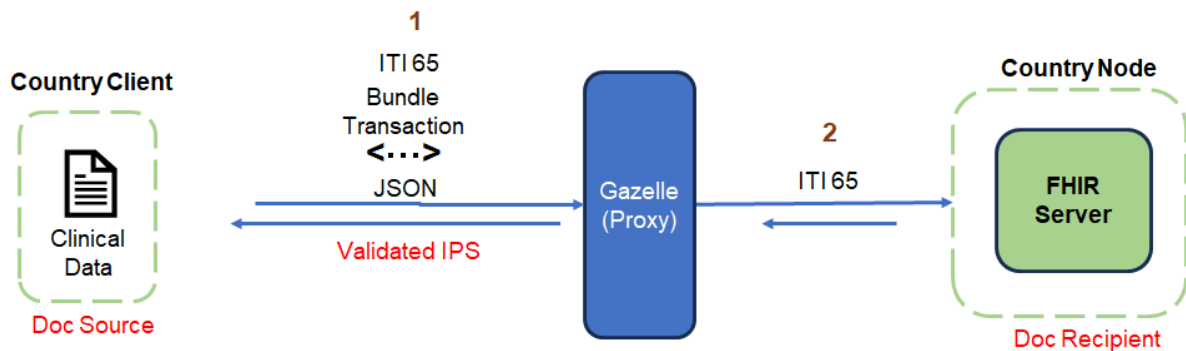 1
ITI 65
Bundle
Transaction
<···>
JSON
Country Client
Clinical
Data
Doc Source
Validated IPS
Gazelle
(Proxy)
2
ITI 65
Country Node
FHIR
Server
Doc Recipient